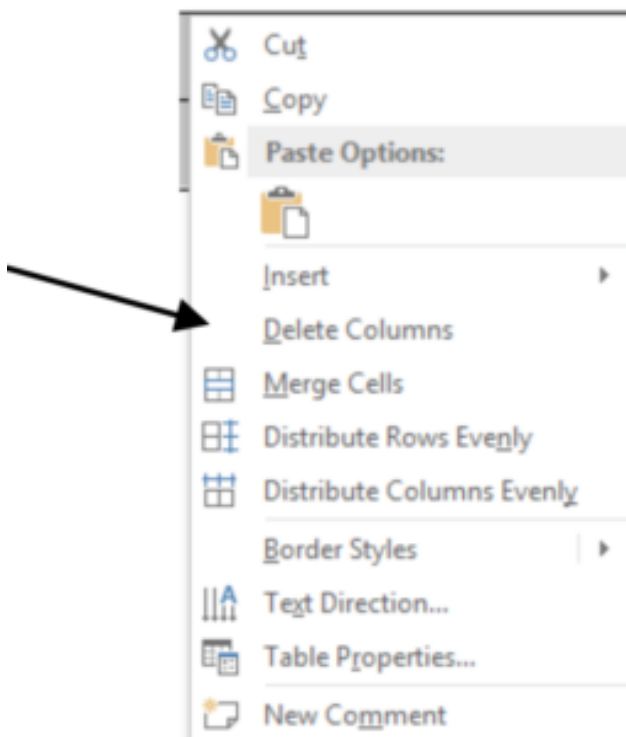 Cut
Copy
Paste Options:
Insert
Delete Columns
Merge Cells
Distribute Rows Evenly
Distribute Columns Evenly
Border Styles
Text Direction...
Table Properties...
New Comment